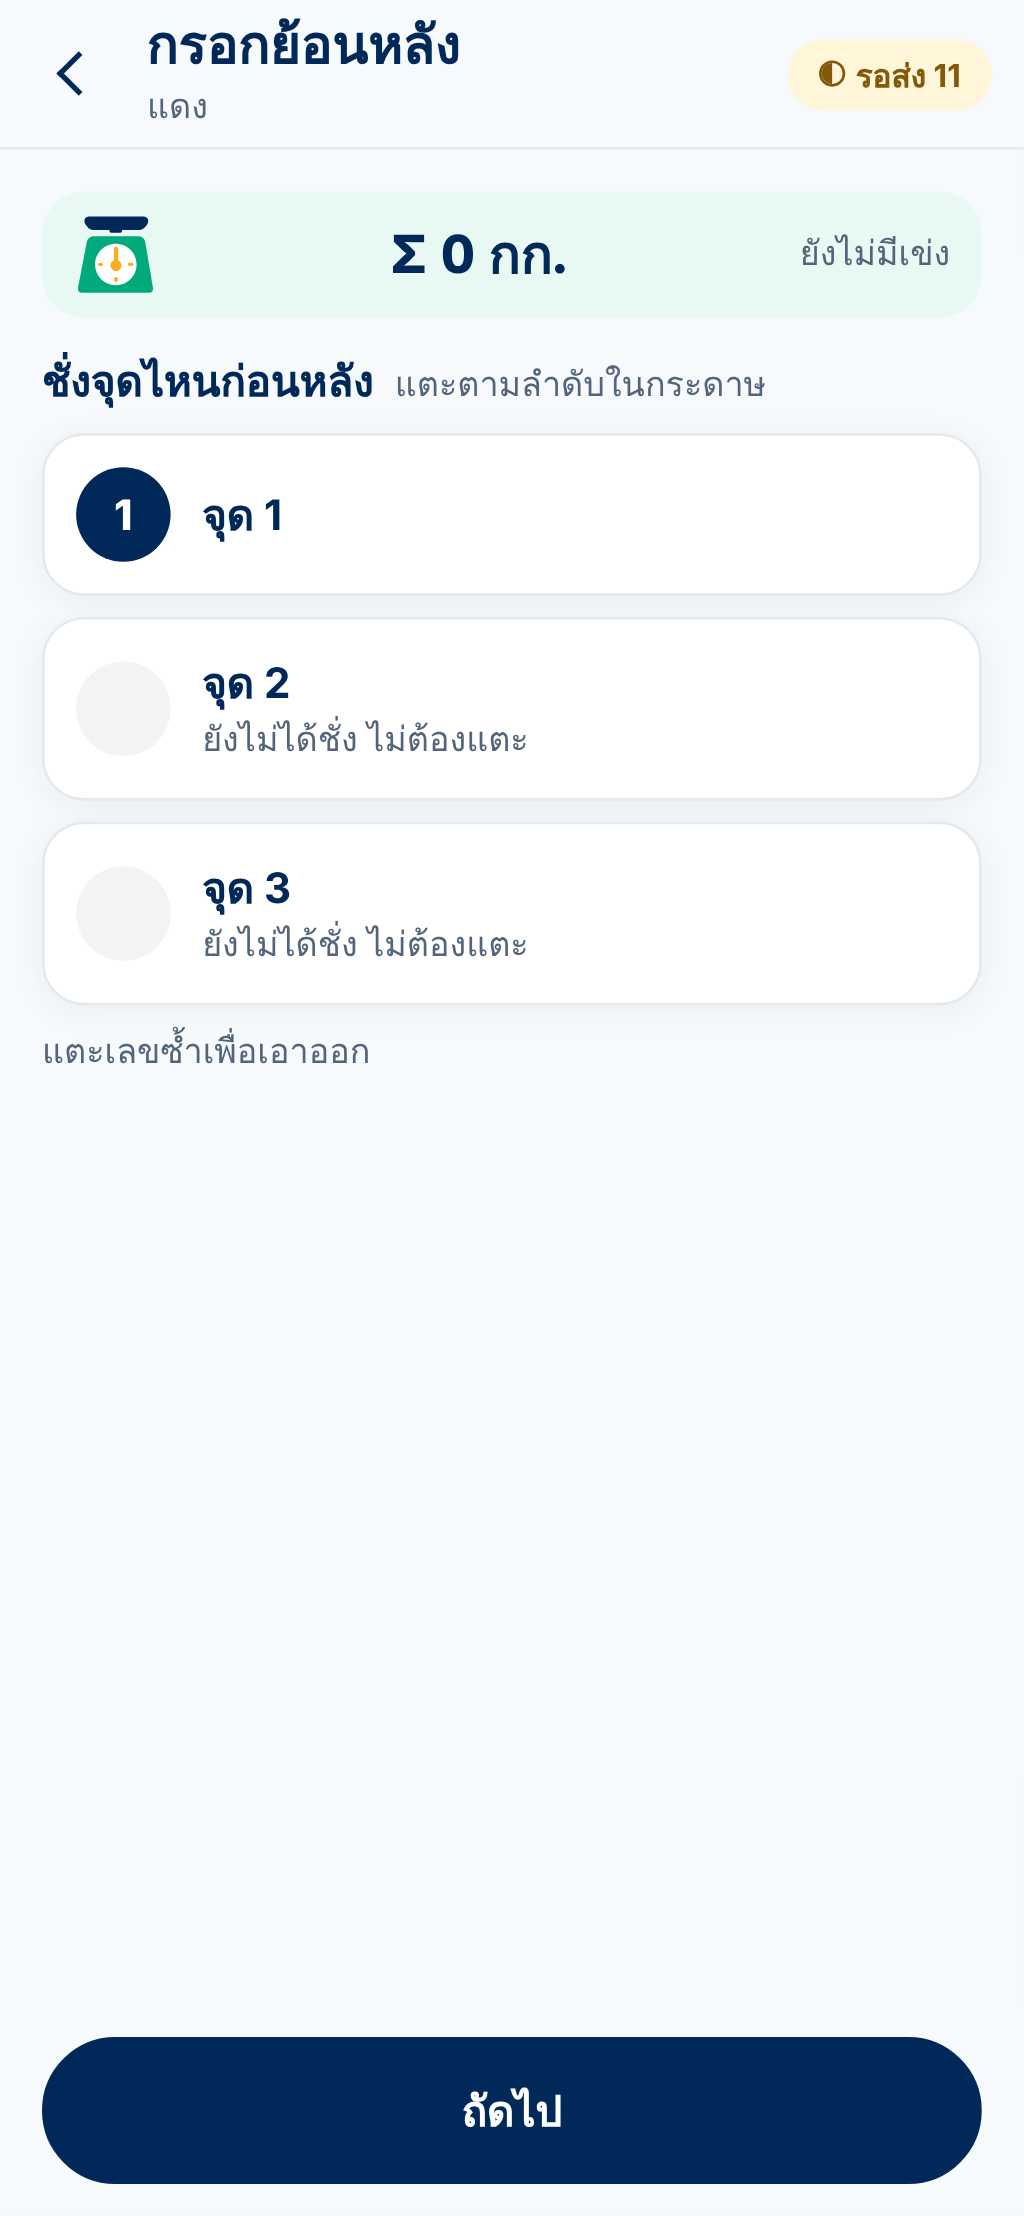 กรอกย้อนหลัง
แดง
รอส่ง 11
Σ 0 กก.
ยังไม่มีเข่ง
ชั่งจุดไหนก่อนหลัง แตะตามลำดับในกระดาษ
1 จุด 1
จุด 2
ยังไม่ได้ชั่ง ไม่ต้องแตะ
จุด 3
ยังไม่ได้ชั่ง ไม่ต้องแตะ
แตะเลขซ้ำเพื่อเอาออก
ถัดไป